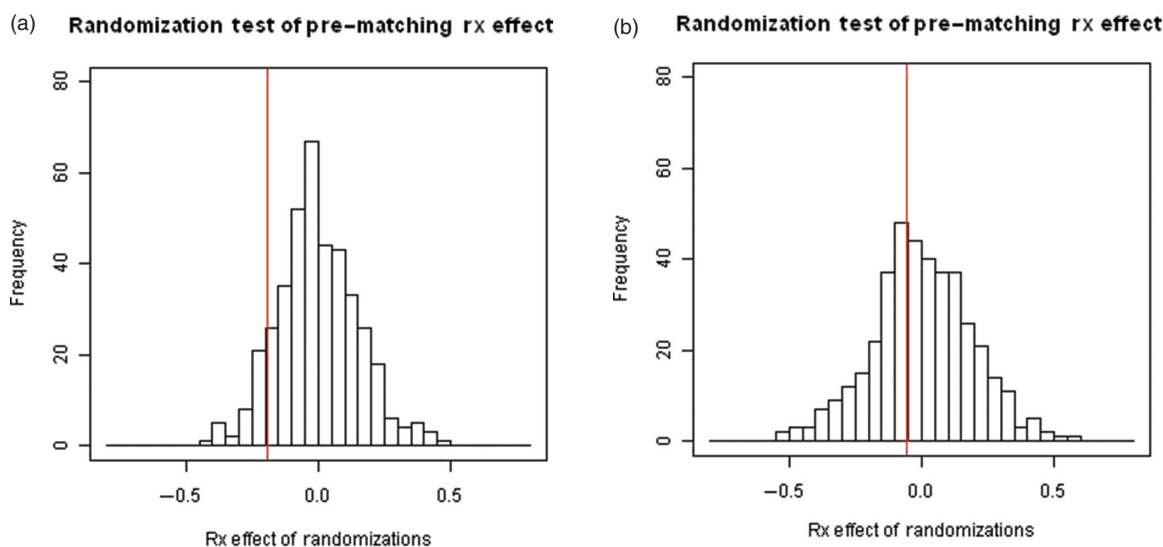 (a) Randomization test of pre-matching rx effect
80
60
40
20
0
Frequency
-0.5 0.0 0.5
Rx effect of randomizations
(b) Randomization test of pre-matching rx effect
80
60
40
20
0
Frequency
-0.5 0.0 0.5
Rx effect of randomizations